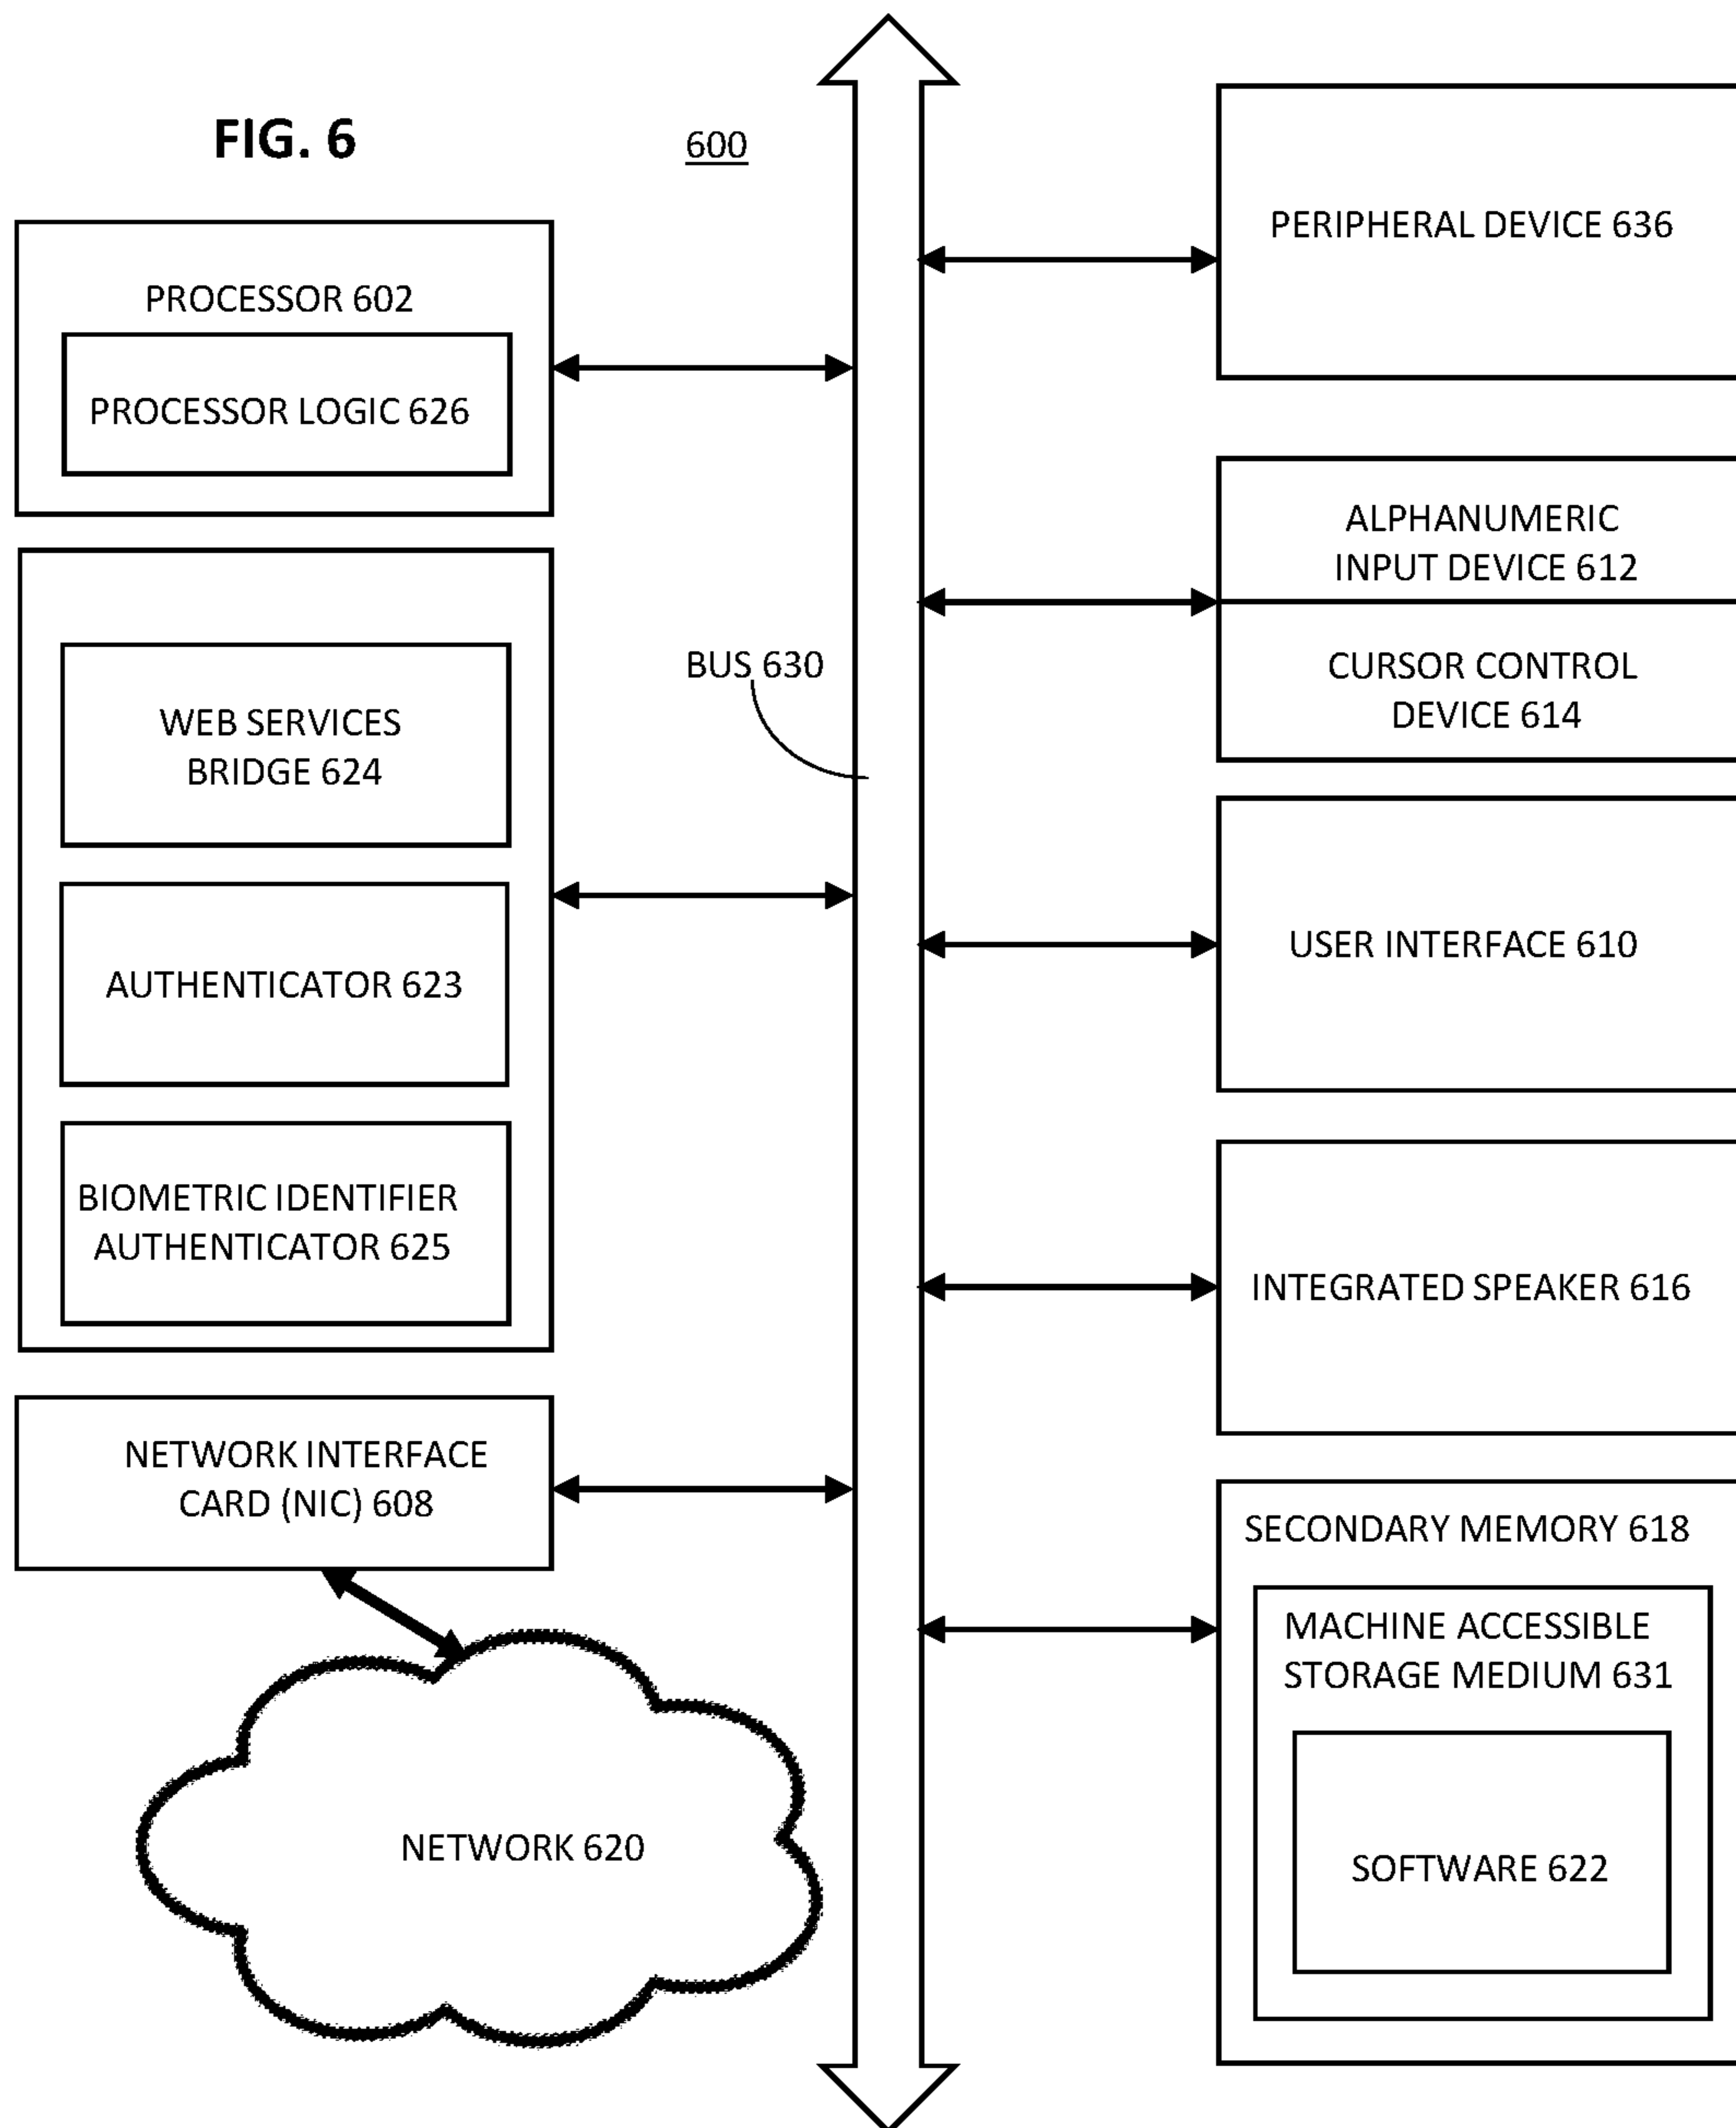 FIG. 6
600
PROCESSOR 602
PROCESSOR LOGIC 626
WEB SERVICES
BRIDGE 624
AUTHENTICATOR 623
BIOMETRIC IDENTIFIER
AUTHENTICATOR 625
NETWORK INTERFACE
CARD (NIC) 608
NETWORK 620
BUS 630
PERIPHERAL DEVICE 636
ALPHANUMERIC
INPUT DEVICE 612
CURSOR CONTROL
DEVICE 614
USER INTERFACE 610
INTEGRATED SPEAKER 616
SECONDARY MEMORY 618
MACHINE ACCESSIBLE
STORAGE MEDIUM 631
SOFTWARE 622